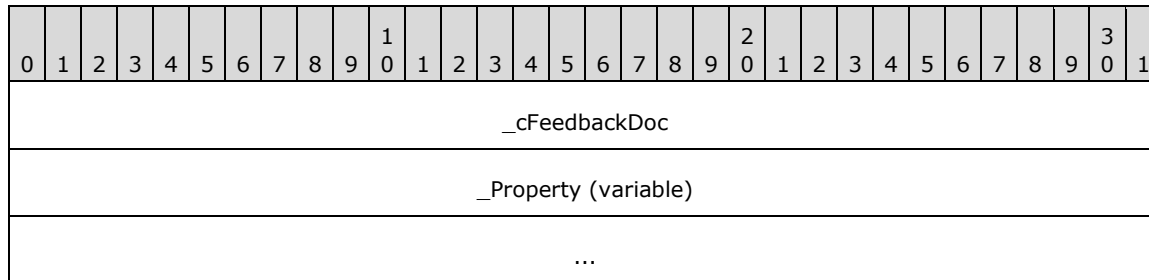 1 2 3
0 1 2 3 4 5 6 7 8 9 0 1 2 3 4 5 6 7 8 9 0 1 2 3 4 5 6 7 8 9 0 1
_cFeedbackDoc
_Property (variable)
...